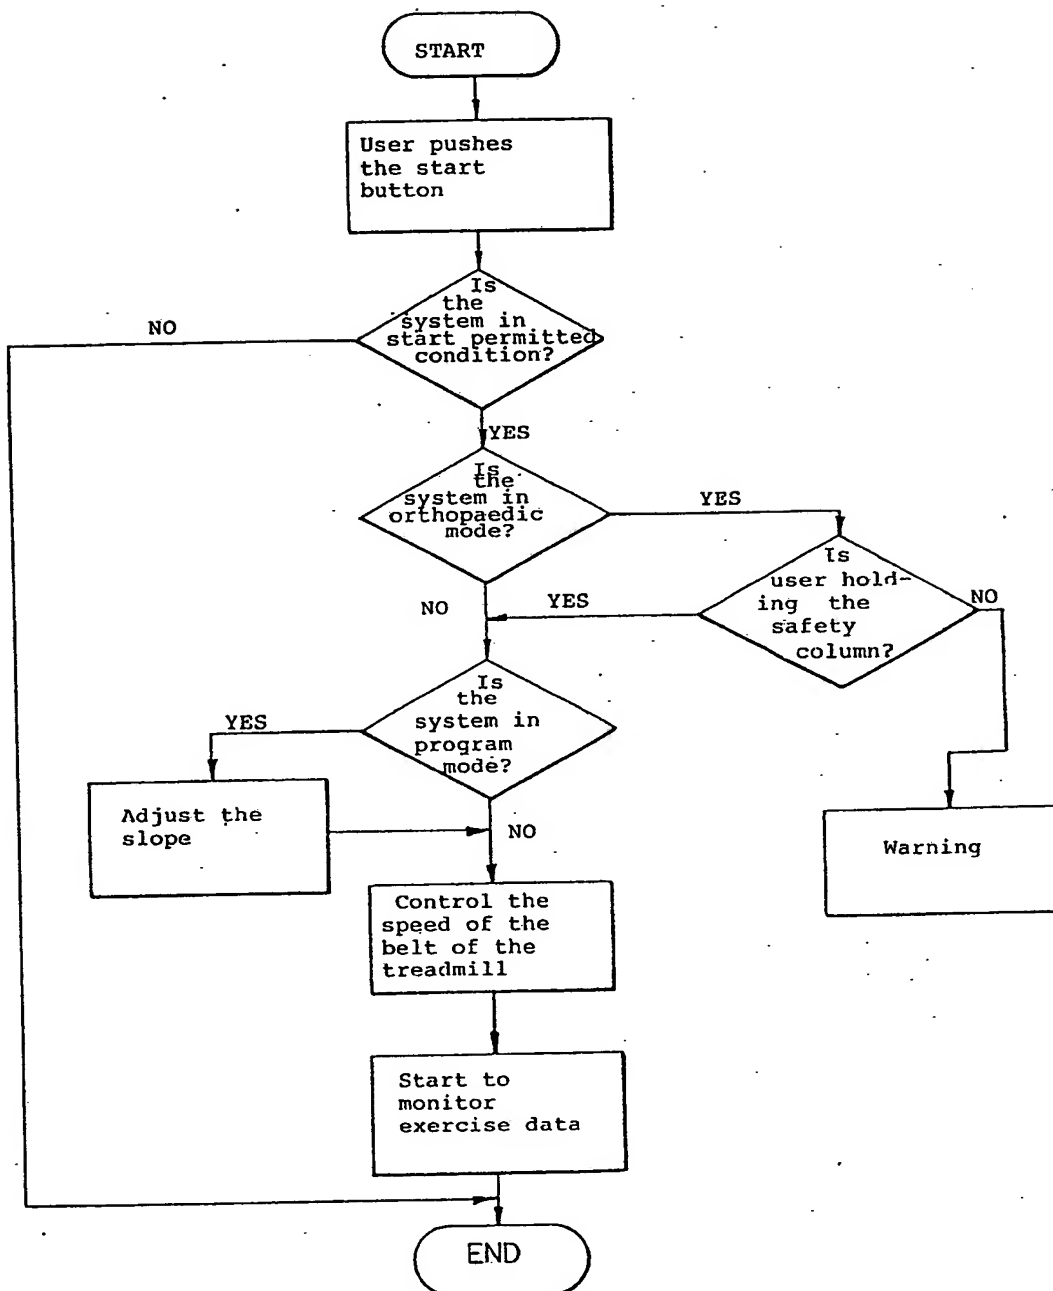 START
User pushes
the start
button
Is
the
system in
start permitted
condition?
NO
YES
Is
the
system in
orthopaedic
mode?
YES
Is
user hold-
ing the
safety
column?
NO
YES
NO
Is
the
system in
program
mode?
YES
Adjust the
slope
NO
Warning
Control the
speed of the
belt of the
treadmill
Start to
monitor
exercise data
END